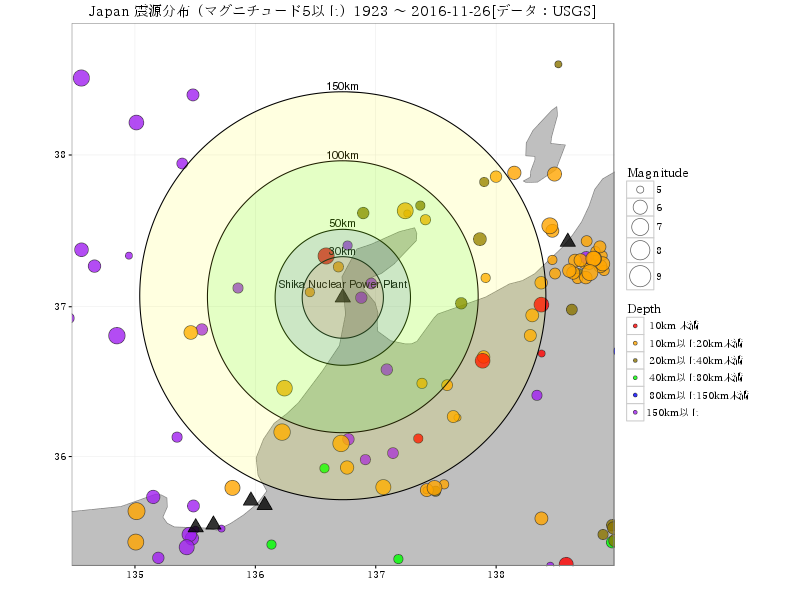 Japan 震源分布（マグニチュード5以上）1923 ～ 2016-11-26[データ：USGS]
150km
100km
50km
30km
Shika Nuclear Power Plant
38
37
36
135
136
137
138
Magnitude
5
6
7
8
9
Depth
10km 未満
10km以上20km未満
20km以上40km未満
40km以上80km未満
80km以上150km未満
150km以上